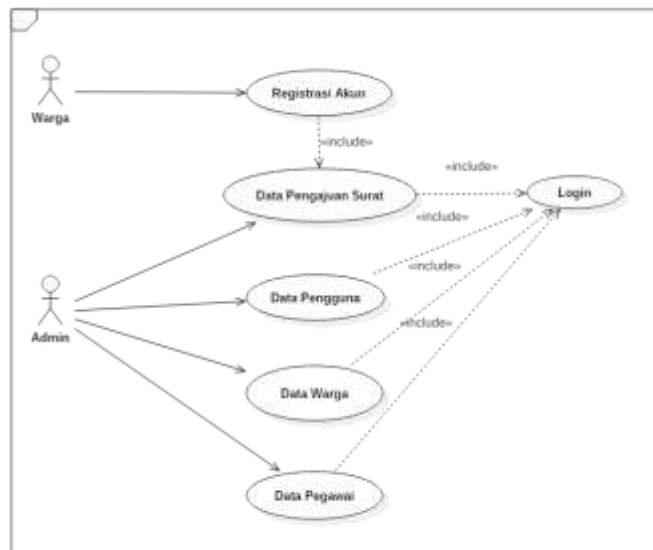 Registrasi Akun
Warga
«include»
«include»
Data Pengajuan Surat
Login
«include»
«include»
Data Pengguna
«include»
Admin
Data Warga
Data Pegawai